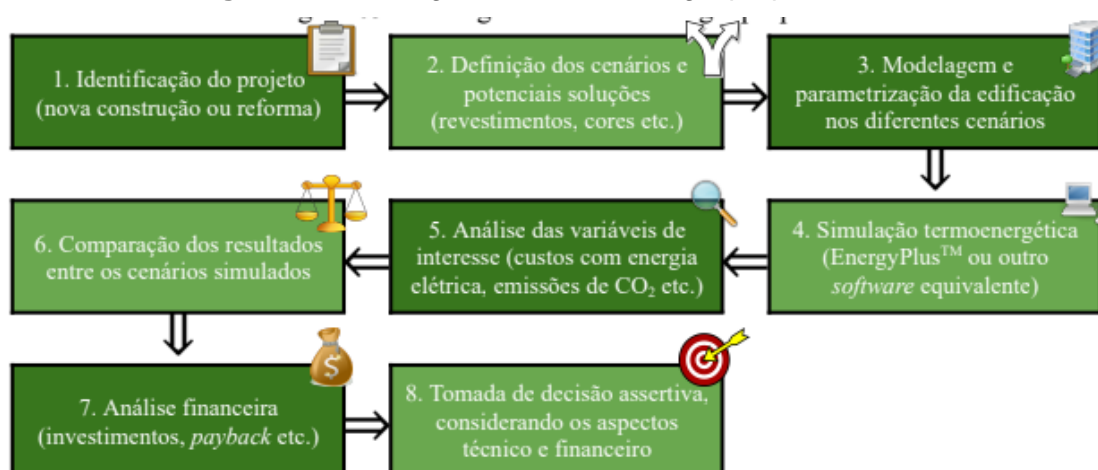 1. Identificação do projeto
(nova construção ou reforma)
2. Definição dos cenários e
potenciais soluções
(revestimentos, cores etc.)
3. Modelagem e
parametrização da edificação
nos diferentes cenários
4. Simulação termoenergética
(EnergyPlus™ ou outro
software equivalente)
5. Análise das variáveis de
interesse (custos com energia
elétrica, emissões de CO₂ etc.)
6. Comparação dos resultados
entre os cenários simulados
$
7. Análise financeira
(investimentos, payback etc.)
8. Tomada de decisão assertiva,
considerando os aspectos
técnico e financeiro